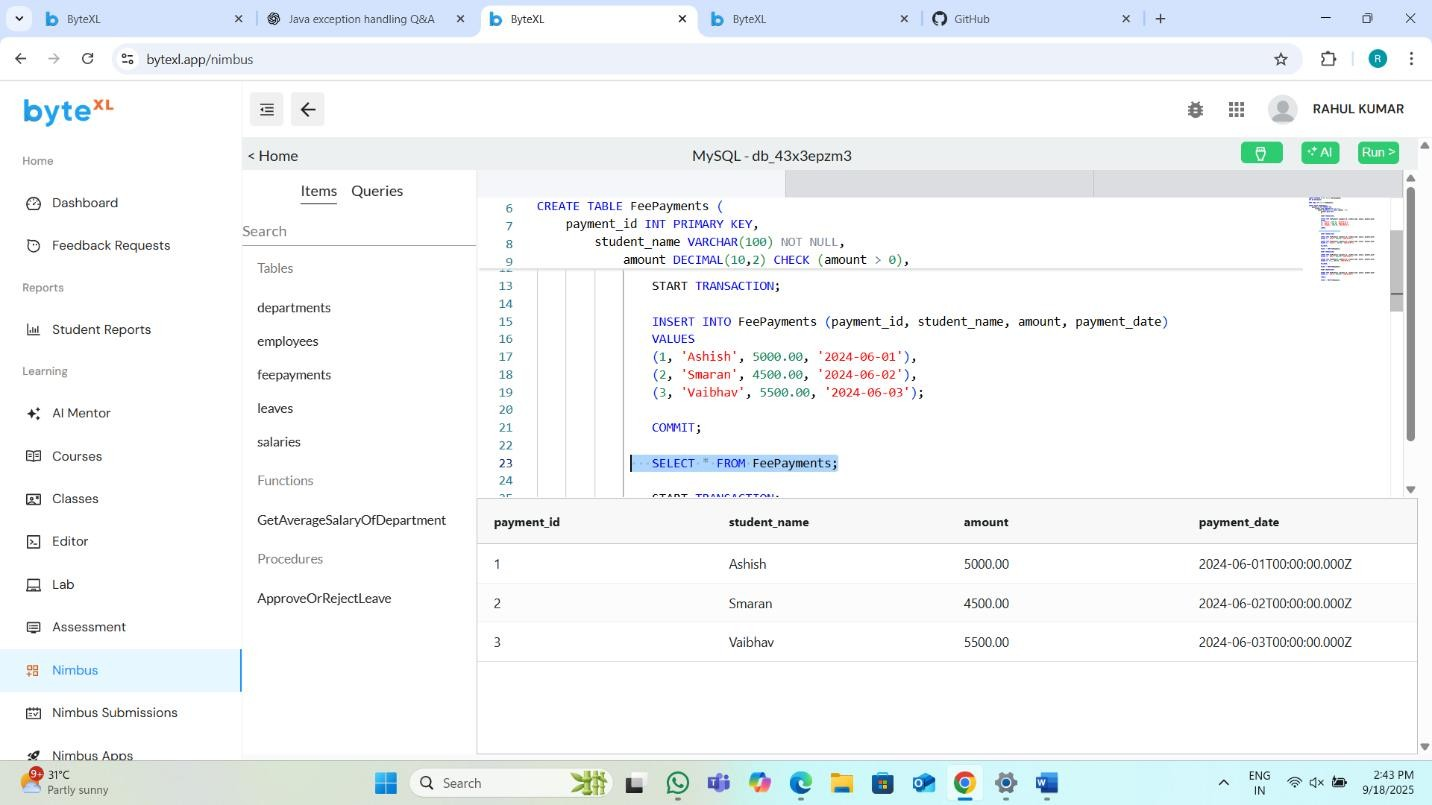 ByteXL
Java exception handling Q&A
ByteXL
ByteXL
GitHub
bytexl.app/nimbus
R
byteXL
RAHUL KUMAR
Home
Dashboard
Feedback Requests
Reports
Student Reports
Learning
AI Mentor
Courses
Classes
Editor
Lab
Assessment
Nimbus
Nimbus Submissions
Nimbus Apps
< Home
MySQL - db_43x3epzm3
AI
Run >
Items Queries
Search
Tables
departments
employees
feepayments
leaves
salaries
Functions
GetAverageSalaryOfDepartment
Procedures
ApproveOrRejectLeave
6 CREATE TABLE FeePayments (
7 payment_id INT PRIMARY KEY,
8 student_name VARCHAR(100) NOT NULL,
9 amount DECIMAL(10,2) CHECK (amount > 0),
12
13 START TRANSACTION;
14
15 INSERT INTO FeePayments (payment_id, student_name, amount, payment_date)
16 VALUES
17 (1, 'Ashish', 5000.00, '2024-06-01'),
18 (2, 'Smaran', 4500.00, '2024-06-02'),
19 (3, 'Vaibhav', 5500.00, '2024-06-03');
20
21 COMMIT;
22
23 SELECT * FROM FeePayments;
24
25 START TRANSACTION;
payment_id student_name amount payment_date
1 Ashish 5000.00 2024-06-01T00:00:00.000Z
2 Smaran 4500.00 2024-06-02T00:00:00.000Z
3 Vaibhav 5500.00 2024-06-03T00:00:00.000Z
9+
31°C
Partly sunny
Search
ENG
IN
2:43 PM
9/18/2025